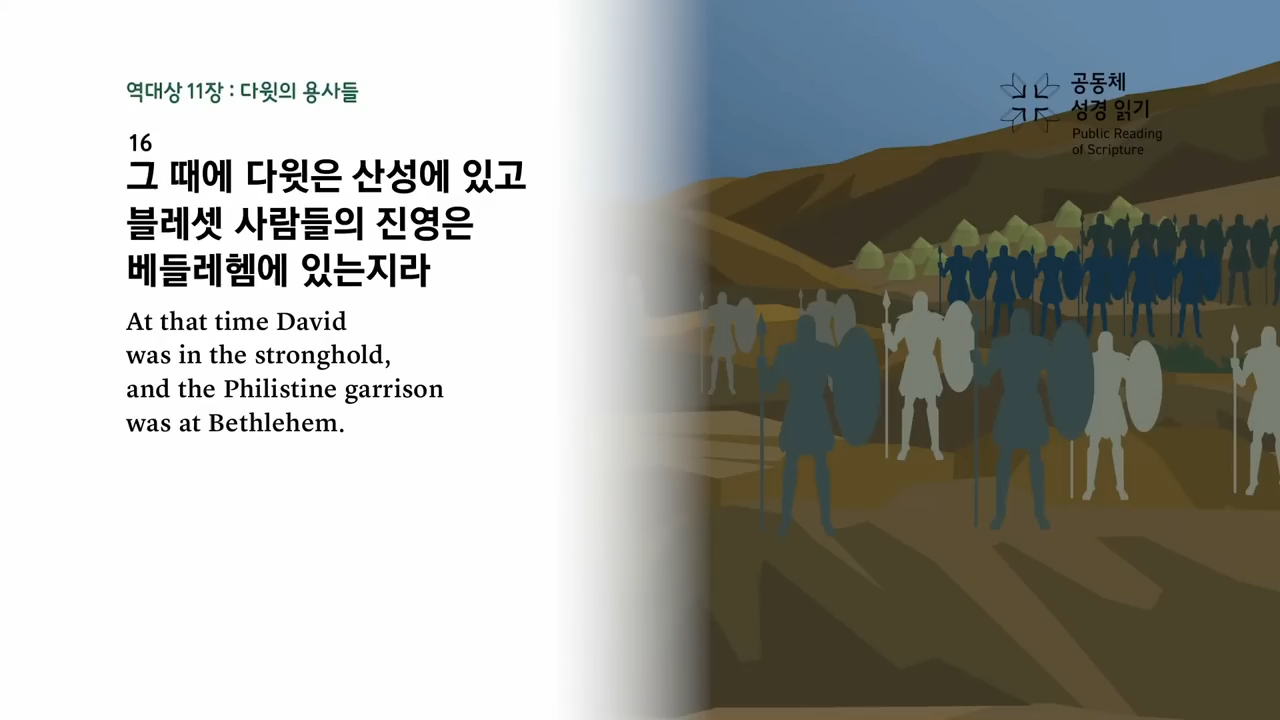 역대상 11장 : 다윗의 용사들
16
그 때에 다윗은 산성에 있고
블레셋 사람들의 진영은
베들레헴에 있는지라
At that time David
was in the stronghold,
and the Philistine garrison
was at Bethlehem.
공동체
성경 읽기
Public Reading
of Scripture